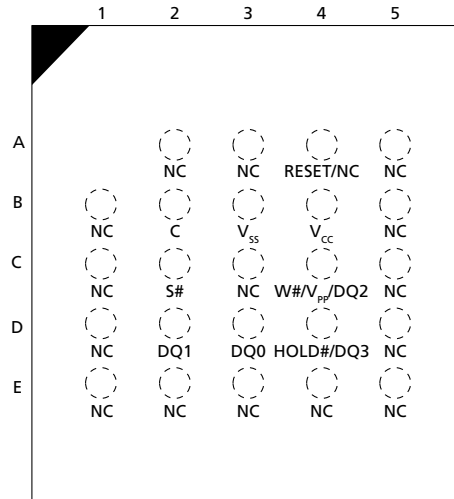 1 2 3 4 5
A
NC NC RESET/NC NC
B
NC C VSS VCC NC
C
NC S# NC W#/VPP/DQ2 NC
D
NC DQ1 DQ0 HOLD#/DQ3 NC
E
NC NC NC NC NC